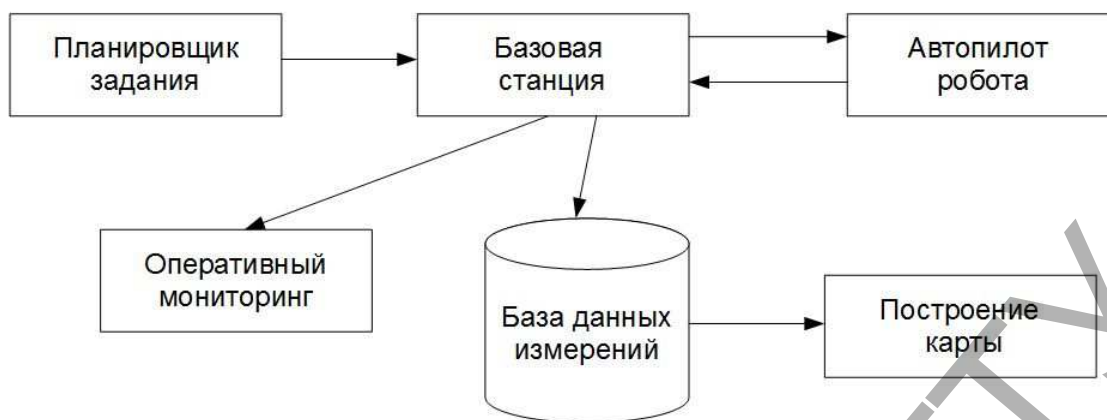 Планировщик
задания
Базовая
станция
Автопилот
робота
Оперативный
мониторинг
База данных
измерений
Построение
карты